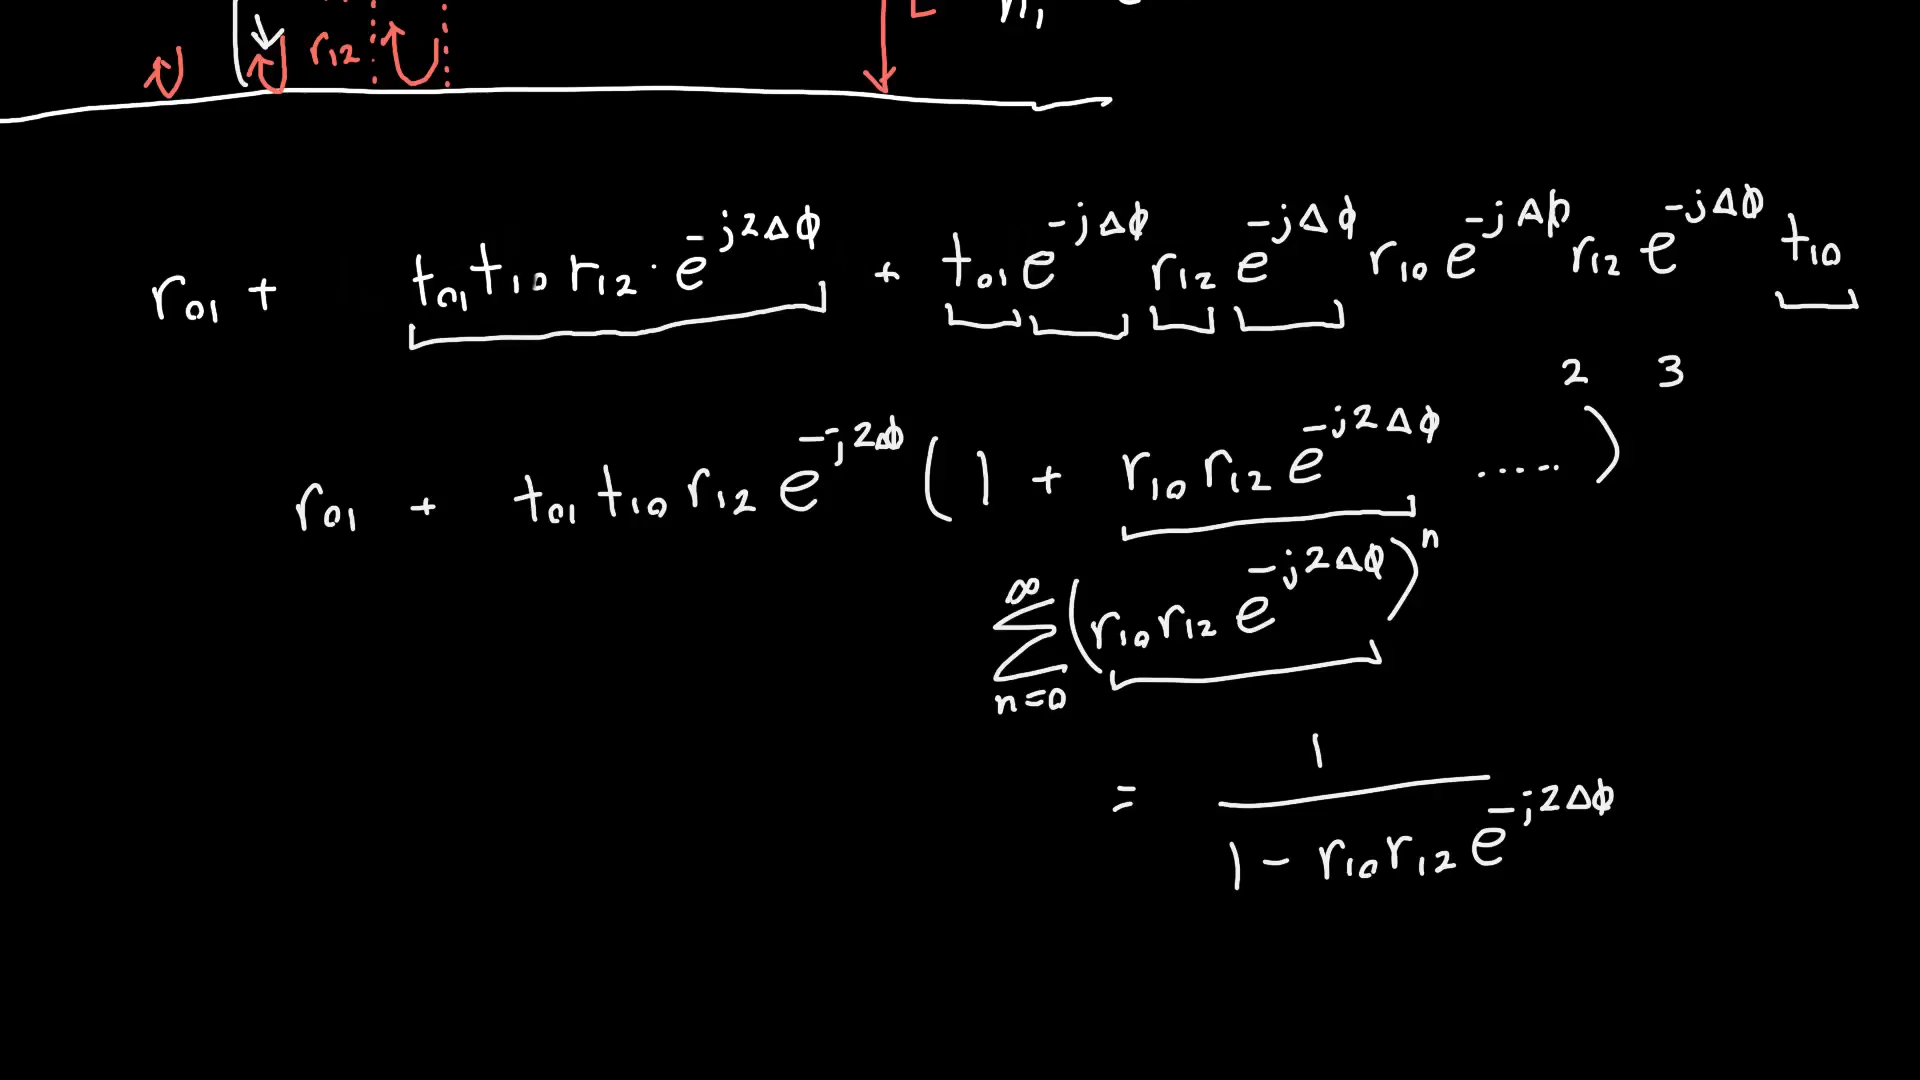 r₁₂
n₁
r₀₁ + t₀₁ t₁₀ r₁₂ · e^{-j2Δϕ} + t₀₁ e^{-jΔϕ} r₁₂ e^{-jΔϕ} r₁₀ e^{-jΔϕ} r₁₂ e^{-jΔϕ} t₁₀
2 3
r₀₁ + t₀₁ t₁₀ r₁₂ e^{-j2Δϕ} ( 1 + r₁₀ r₁₂ e^{-j2Δϕ} ..... )
∑_{n=0}^{∞} ( r₁₀ r₁₂ e^{-j2Δϕ} )ⁿ
1
= ———
1 - r₁₀ r₁₂ e^{-j2Δϕ}